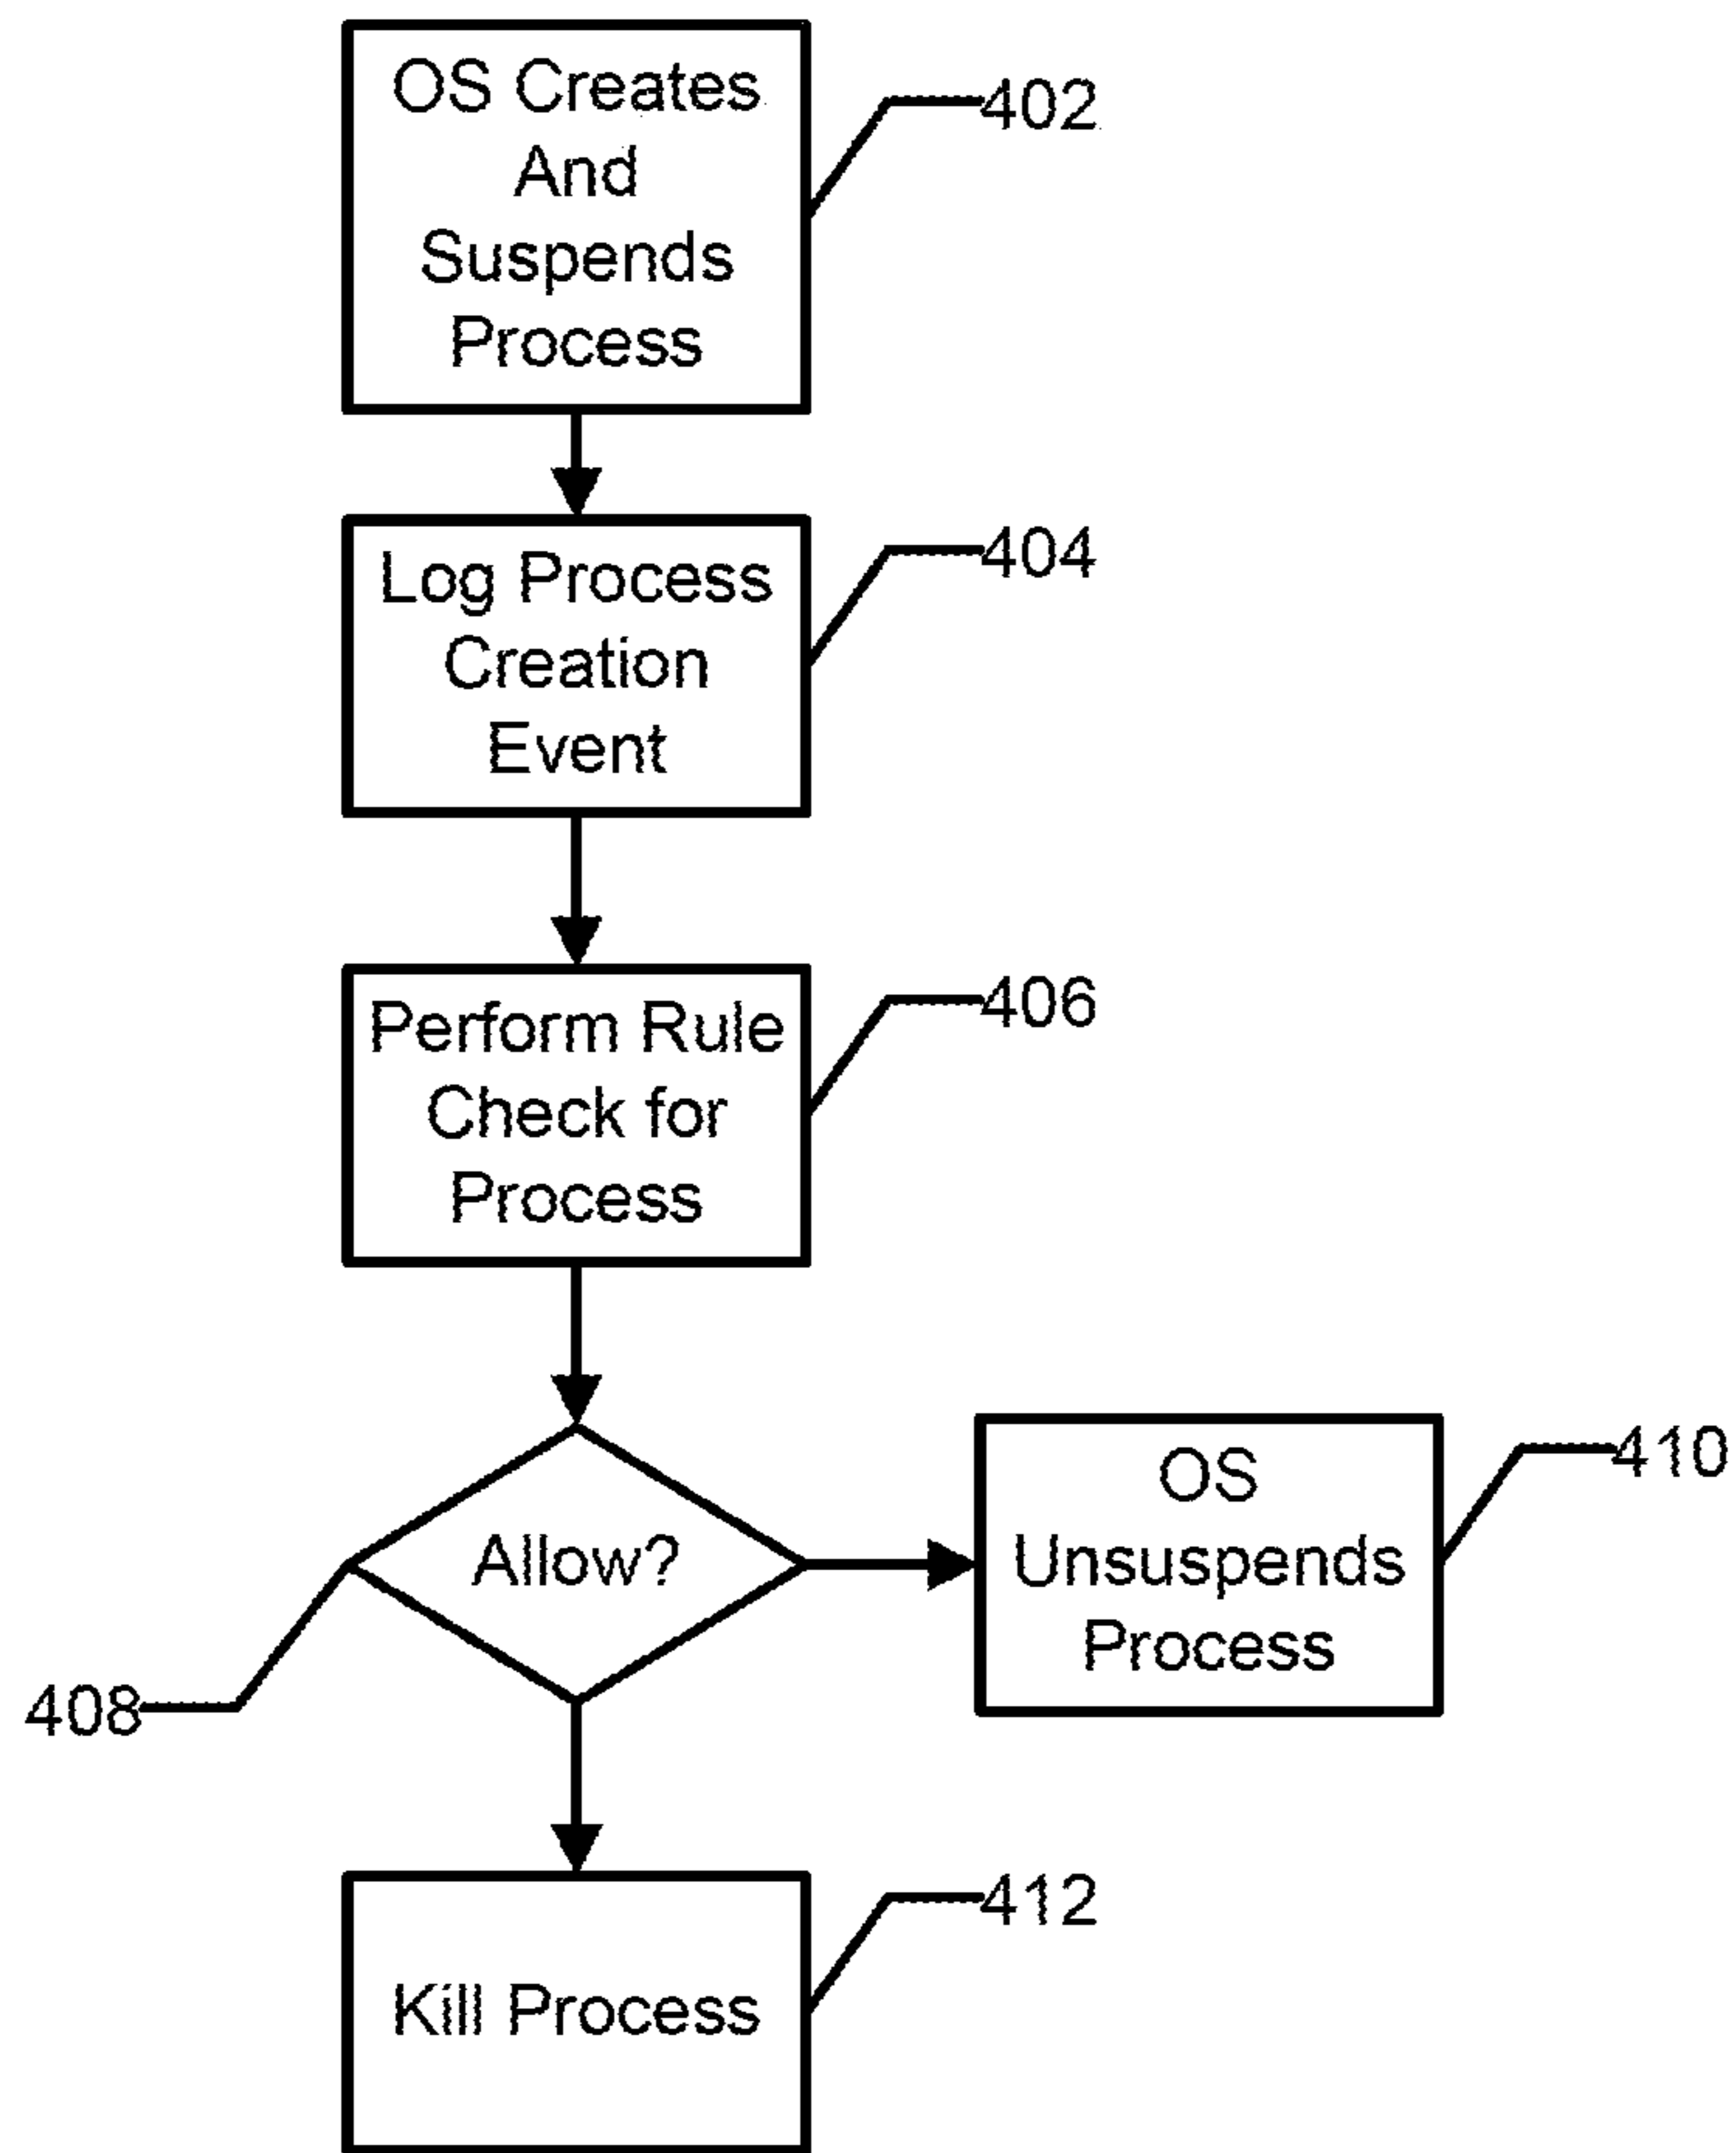 OS Creates
And
Suspends
Process
402
Log Process
Creation
Event
404
Perform Rule
Check for
Process
406
Allow?
408
OS
Unsuspends
Process
410
Kill Process
412